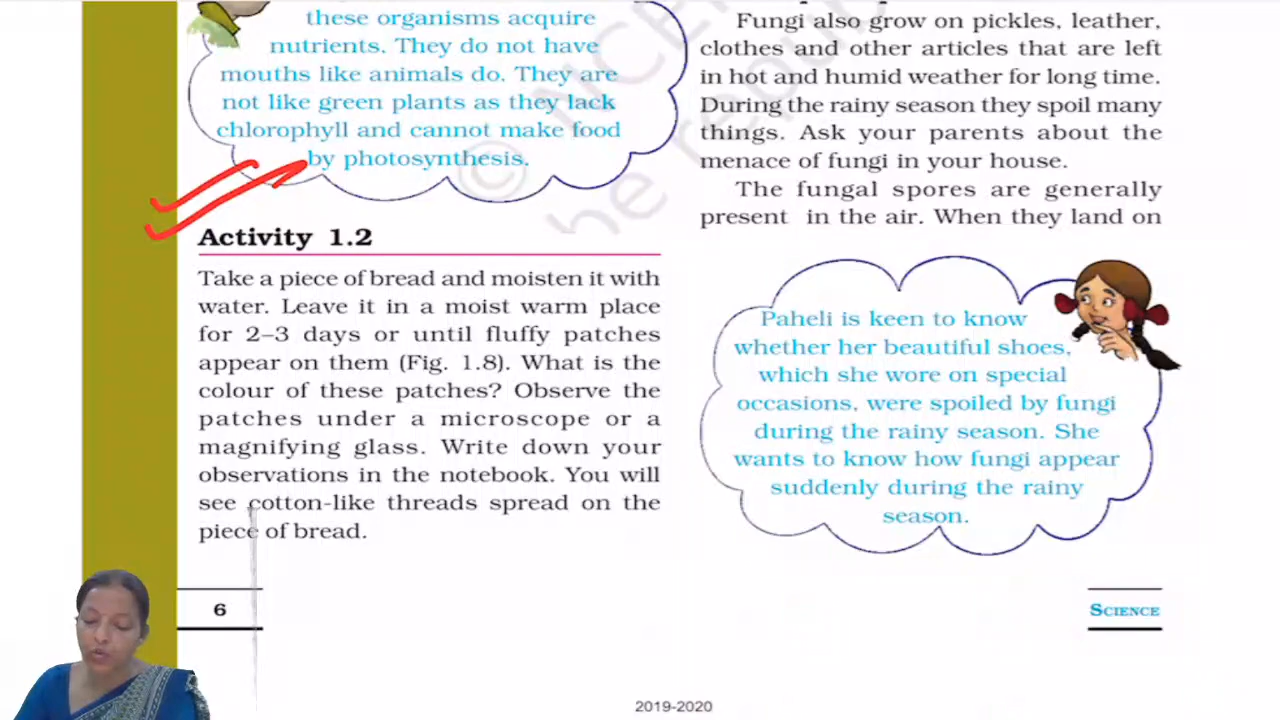 these organisms acquire
nutrients. They do not have
mouths like animals do. They are
not like green plants as they lack
chlorophyll and cannot make food
by photosynthesis.
Activity 1.2
Take a piece of bread and moisten it with
water. Leave it in a moist warm place
for 2–3 days or until fluffy patches
appear on them (Fig. 1.8). What is the
colour of these patches? Observe the
patches under a microscope or a
magnifying glass. Write down your
observations in the notebook. You will
see cotton-like threads spread on the
piece of bread.
6
Fungi also grow on pickles, leather,
clothes and other articles that are left
in hot and humid weather for long time.
During the rainy season they spoil many
things. Ask your parents about the
menace of fungi in your house.
The fungal spores are generally
present in the air. When they land on
Paheli is keen to know
whether her beautiful shoes,
which she wore on special
occasions, were spoiled by fungi
during the rainy season. She
wants to know how fungi appear
suddenly during the rainy
season.
SCIENCE
2019-2020